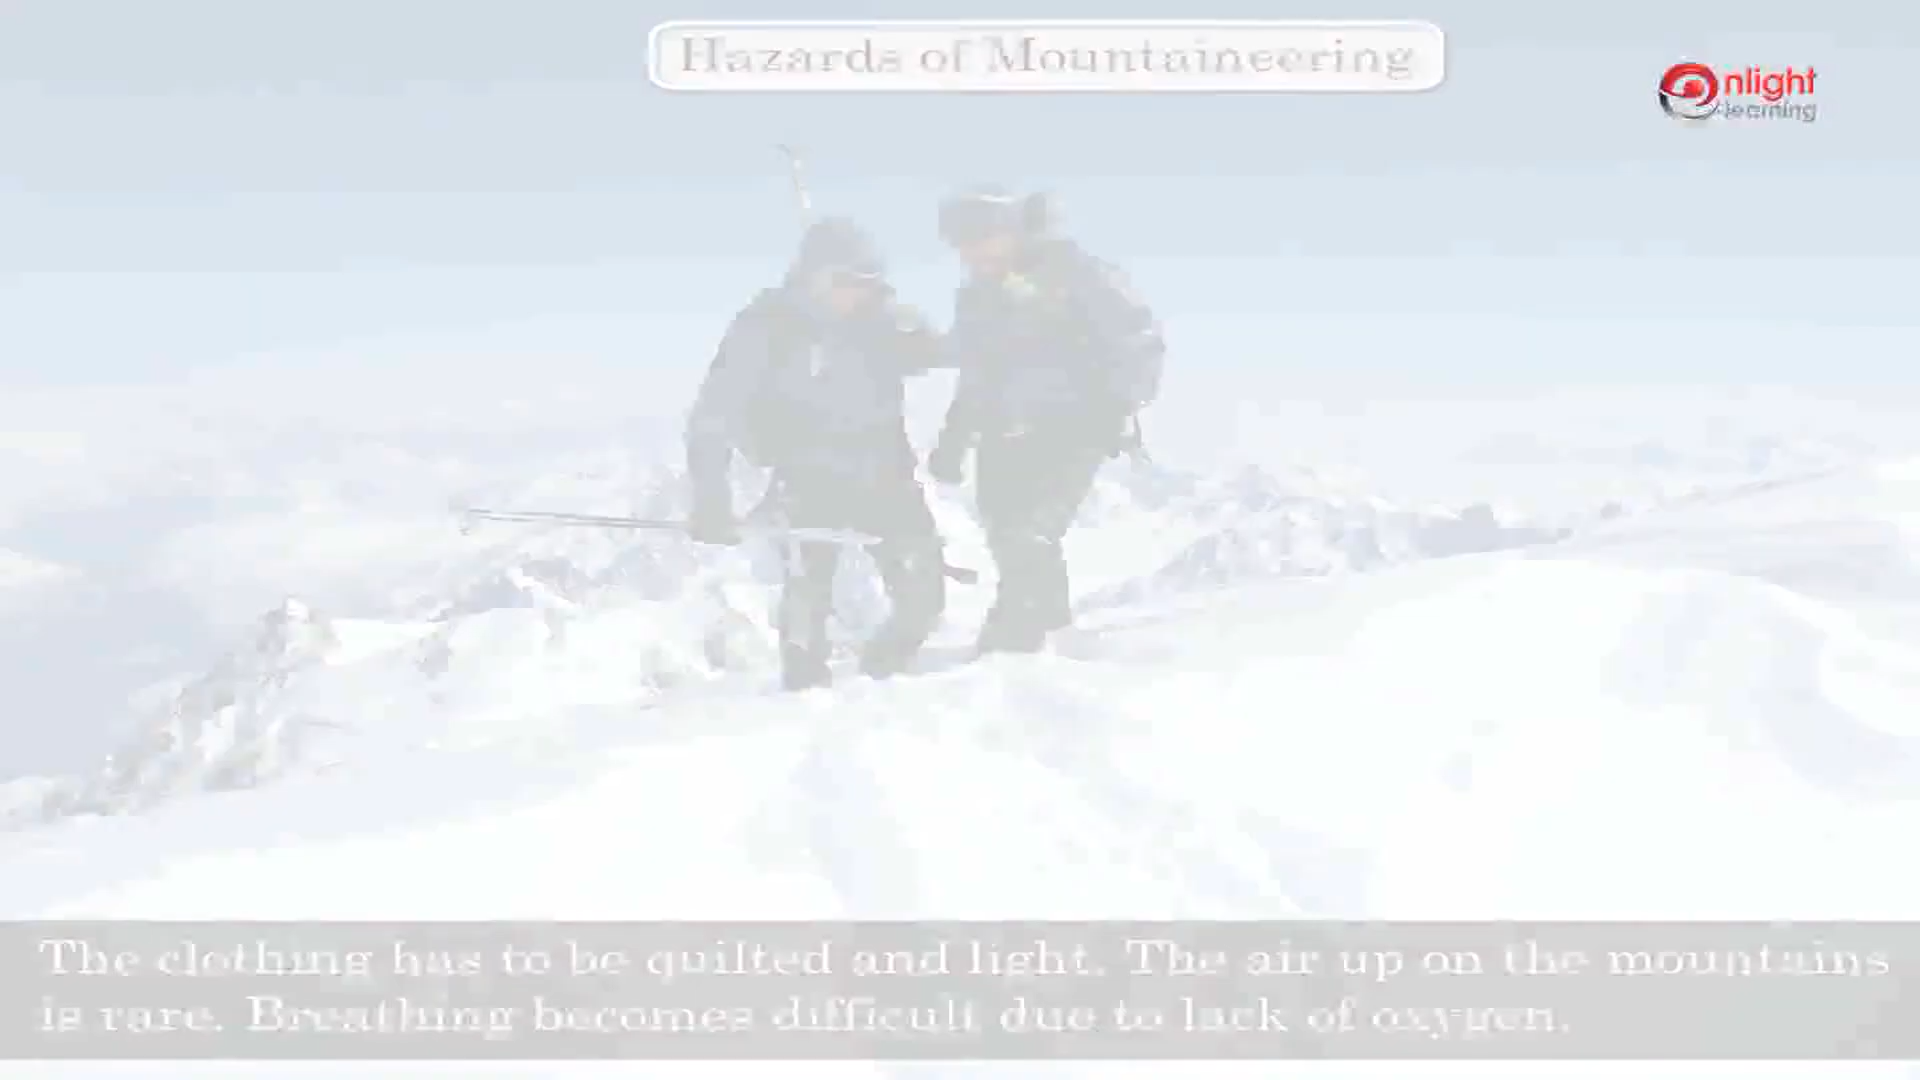 Hazards of Mountaineering
nlight
e-learning
The clothing has to be quilted and light. The air up on the mountains
is rare. Breathing becomes difficult due to lack of oxygen.